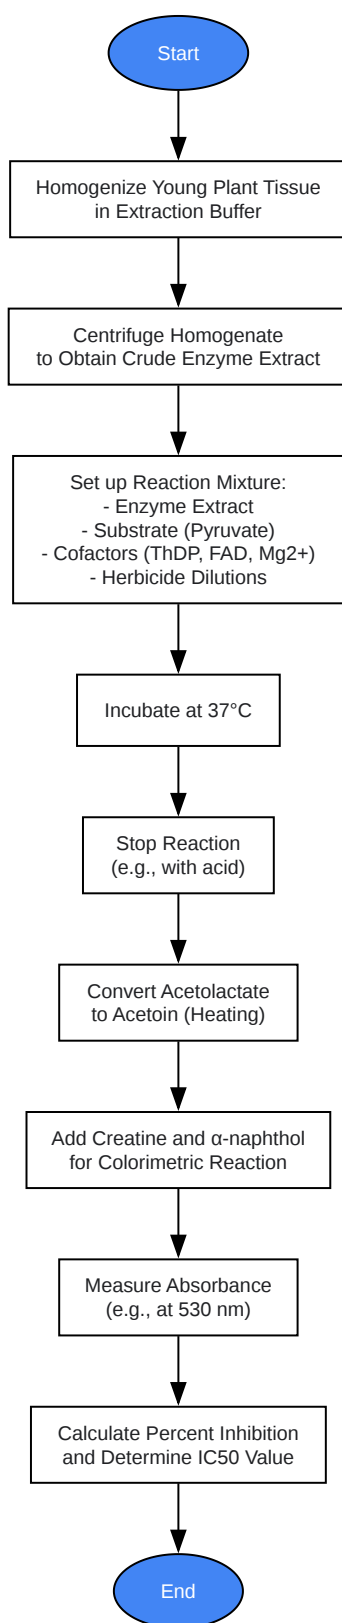 Start
Homogenize Young Plant Tissue
in Extraction Buffer
Centrifuge Homogenate
to Obtain Crude Enzyme Extract
Set up Reaction Mixture:
- Enzyme Extract
- Substrate (Pyruvate)
- Cofactors (ThDP, FAD, Mg2+)
- Herbicide Dilutions
Incubate at 37°C
Stop Reaction
(e.g., with acid)
Convert Acetolactate
to Acetoin (Heating)
Add Creatine and α-naphthol
for Colorimetric Reaction
Measure Absorbance
(e.g., at 530 nm)
Calculate Percent Inhibition
and Determine IC50 Value
End